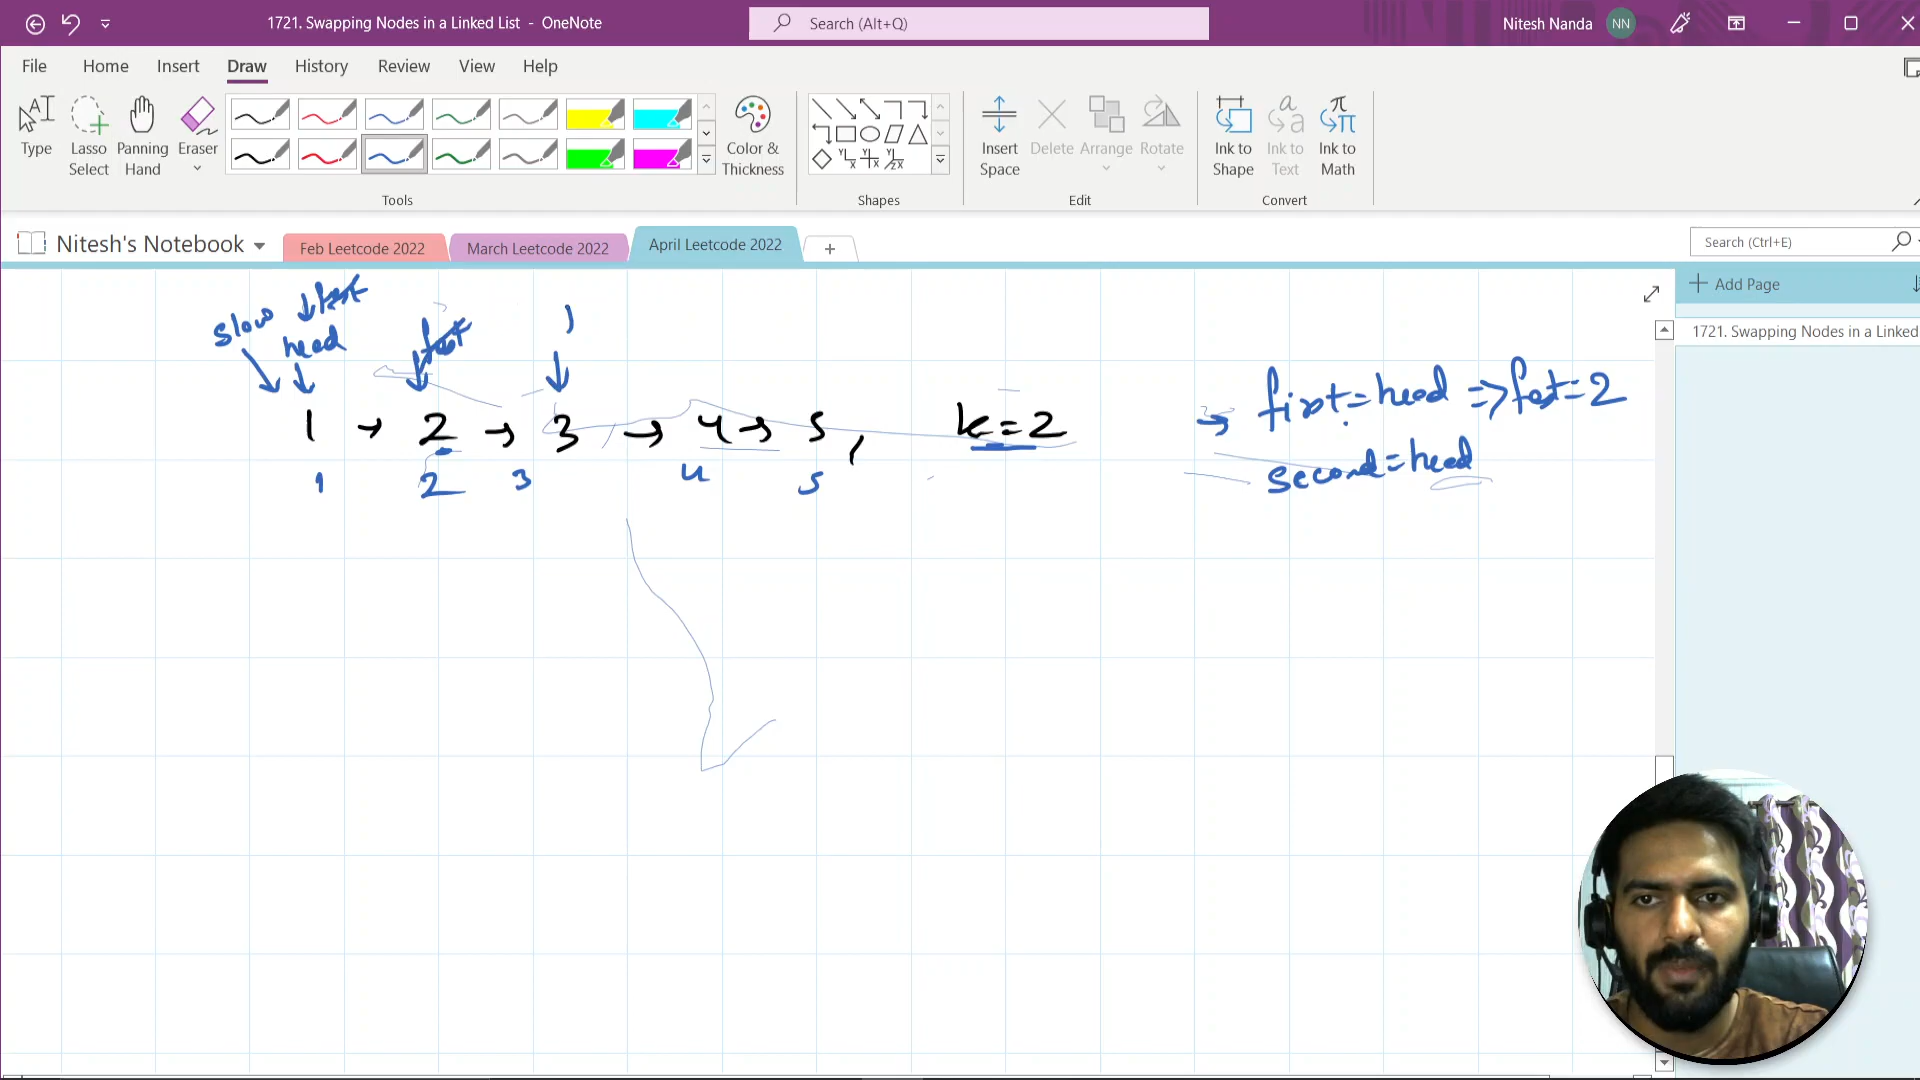 1721. Swapping Nodes in a Linked List - OneNote
Search (Alt+Q)
Nitesh Nanda NN
File Home Insert Draw History Review View Help
Type
Lasso Select
Panning Hand
Eraser
Color & Thickness
Insert Space
Delete
Arrange
Rotate
Ink to Shape
Ink to Text
Ink to Math
Tools Shapes Edit Convert
Nitesh's Notebook
Feb Leetcode 2022
March Leetcode 2022
April Leetcode 2022
+
Search (Ctrl+E)
Add Page
1721. Swapping Nodes in a Linked
slow fast
head
fast
1 → 2 → 3 → 4 → 5, k=2
1 2 3 4 5
→ first=head => fast=2
second=head